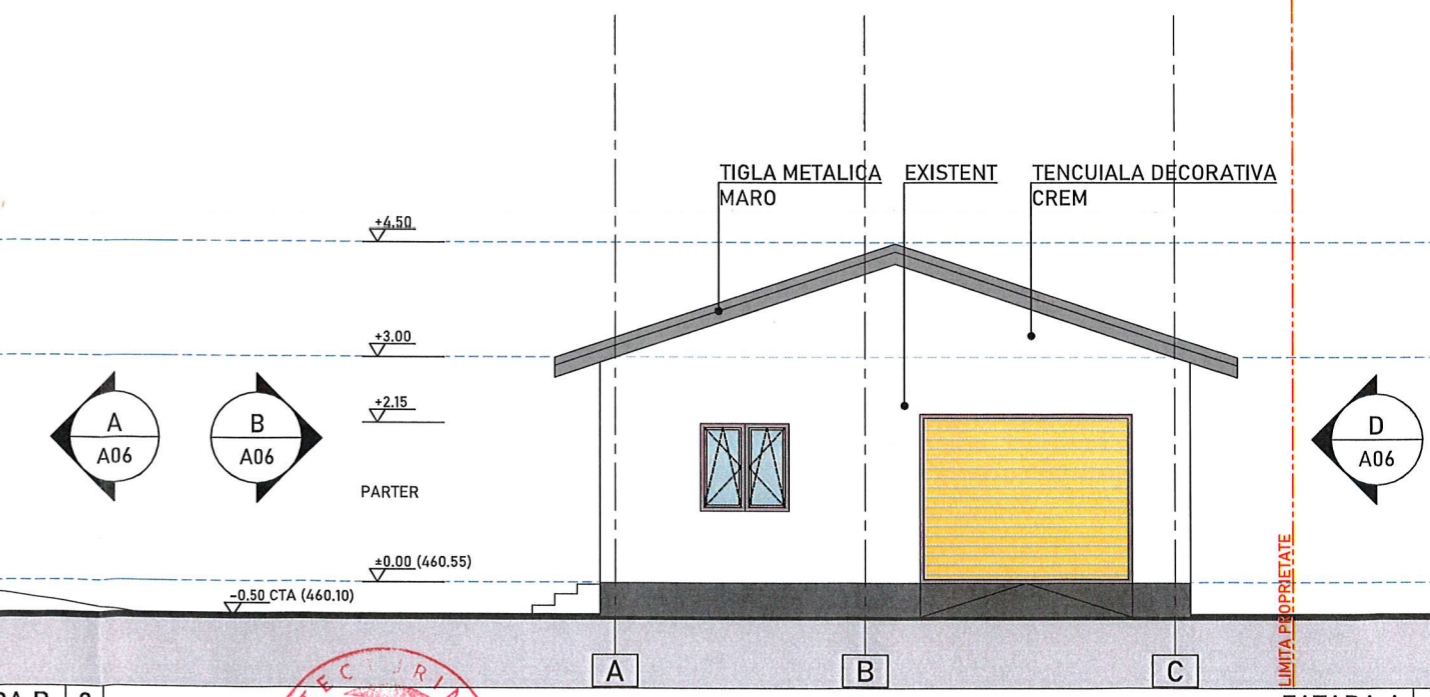 TIGLA METALICA
MARO
EXISTENT
TENCUIALA DECORATIVA
CREM
+4.50
+3.00
+2.15
A
A06
B
A06
D
A06
PARTER
±0.00 (460.55)
-0.50 CTA (460.10)
LIMITA PROPRIETATE
A
B
C